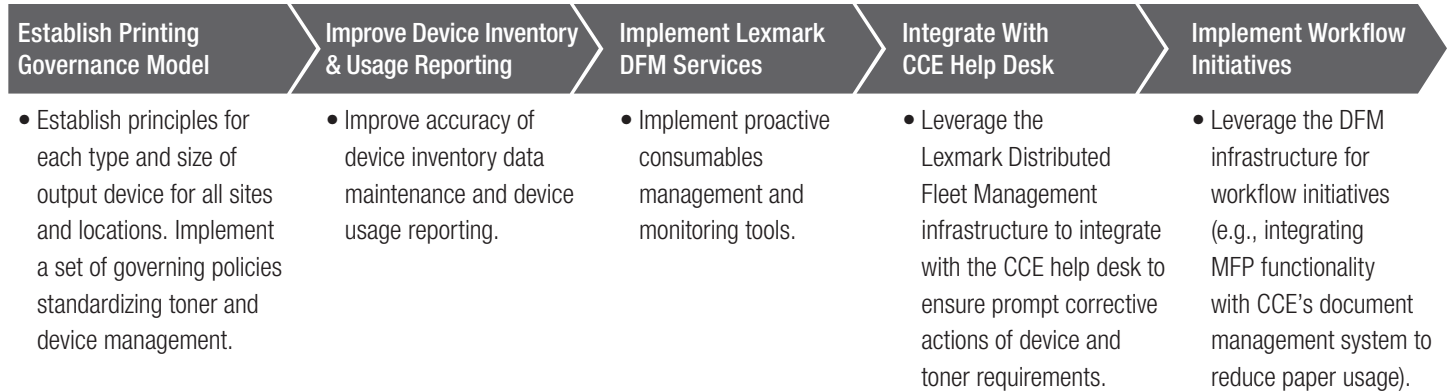 Establish Printing
Governance Model
• Establish principles for
each type and size of
output device for all sites
and locations. Implement
a set of governing policies
standardizing toner and
device management.
Improve Device Inventory
& Usage Reporting
• Improve accuracy of
device inventory data
maintenance and device
usage reporting.
Implement Lexmark
DFM Services
• Implement proactive
consumables
management and
monitoring tools.
Integrate With
CCE Help Desk
• Leverage the
Lexmark Distributed
Fleet Management
infrastructure to integrate
with the CCE help desk to
ensure prompt corrective
actions of device and
toner requirements.
Implement Workflow
Initiatives
• Leverage the DFM
infrastructure for
workflow initiatives
(e.g., integrating
MFP functionality
with CCE’s document
management system to
reduce paper usage).